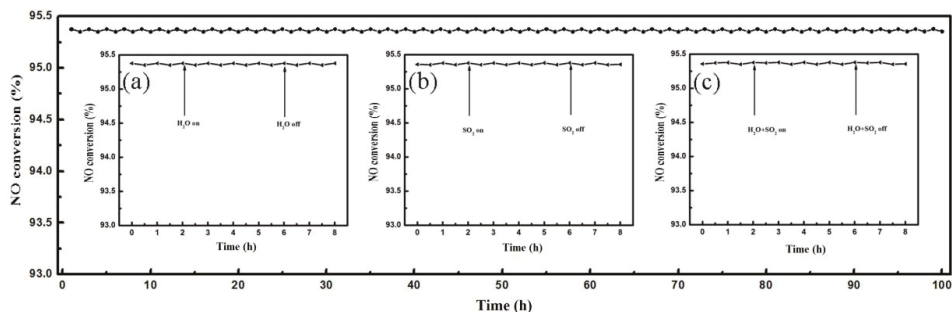 95.5
95.0
94.5
94.0
93.5
93.0
NO conversion (%)
0 10 20 30 40 50 60 70 80 90 100
Time (h)
(a)
95.5
95.0
94.5
94.0
93.5
93.0
NO conversion (%)
H₂O on
H₂O off
0 1 2 3 4 5 6 7 8
Time (h)
(b)
95.5
95.0
94.5
94.0
93.5
93.0
NO conversion (%)
SO₂ on
SO₂ off
0 1 2 3 4 5 6 7 8
Time (h)
(c)
95.5
95.0
94.5
94.0
93.5
93.0
NO conversion (%)
H₂O+SO₂ on
H₂O+SO₂ off
0 1 2 3 4 5 6 7 8
Time (h)